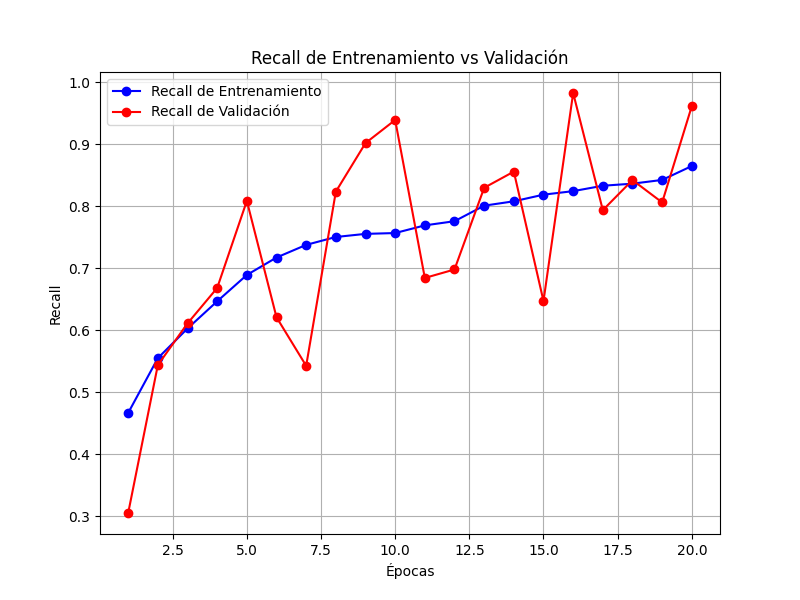 Recall de Entrenamiento vs Validación
Recall de Entrenamiento
Recall de Validación
1.0
0.9
0.8
0.7
0.6
0.5
0.4
0.3
Recall
2.5 5.0 7.5 10.0 12.5 15.0 17.5 20.0
Épocas